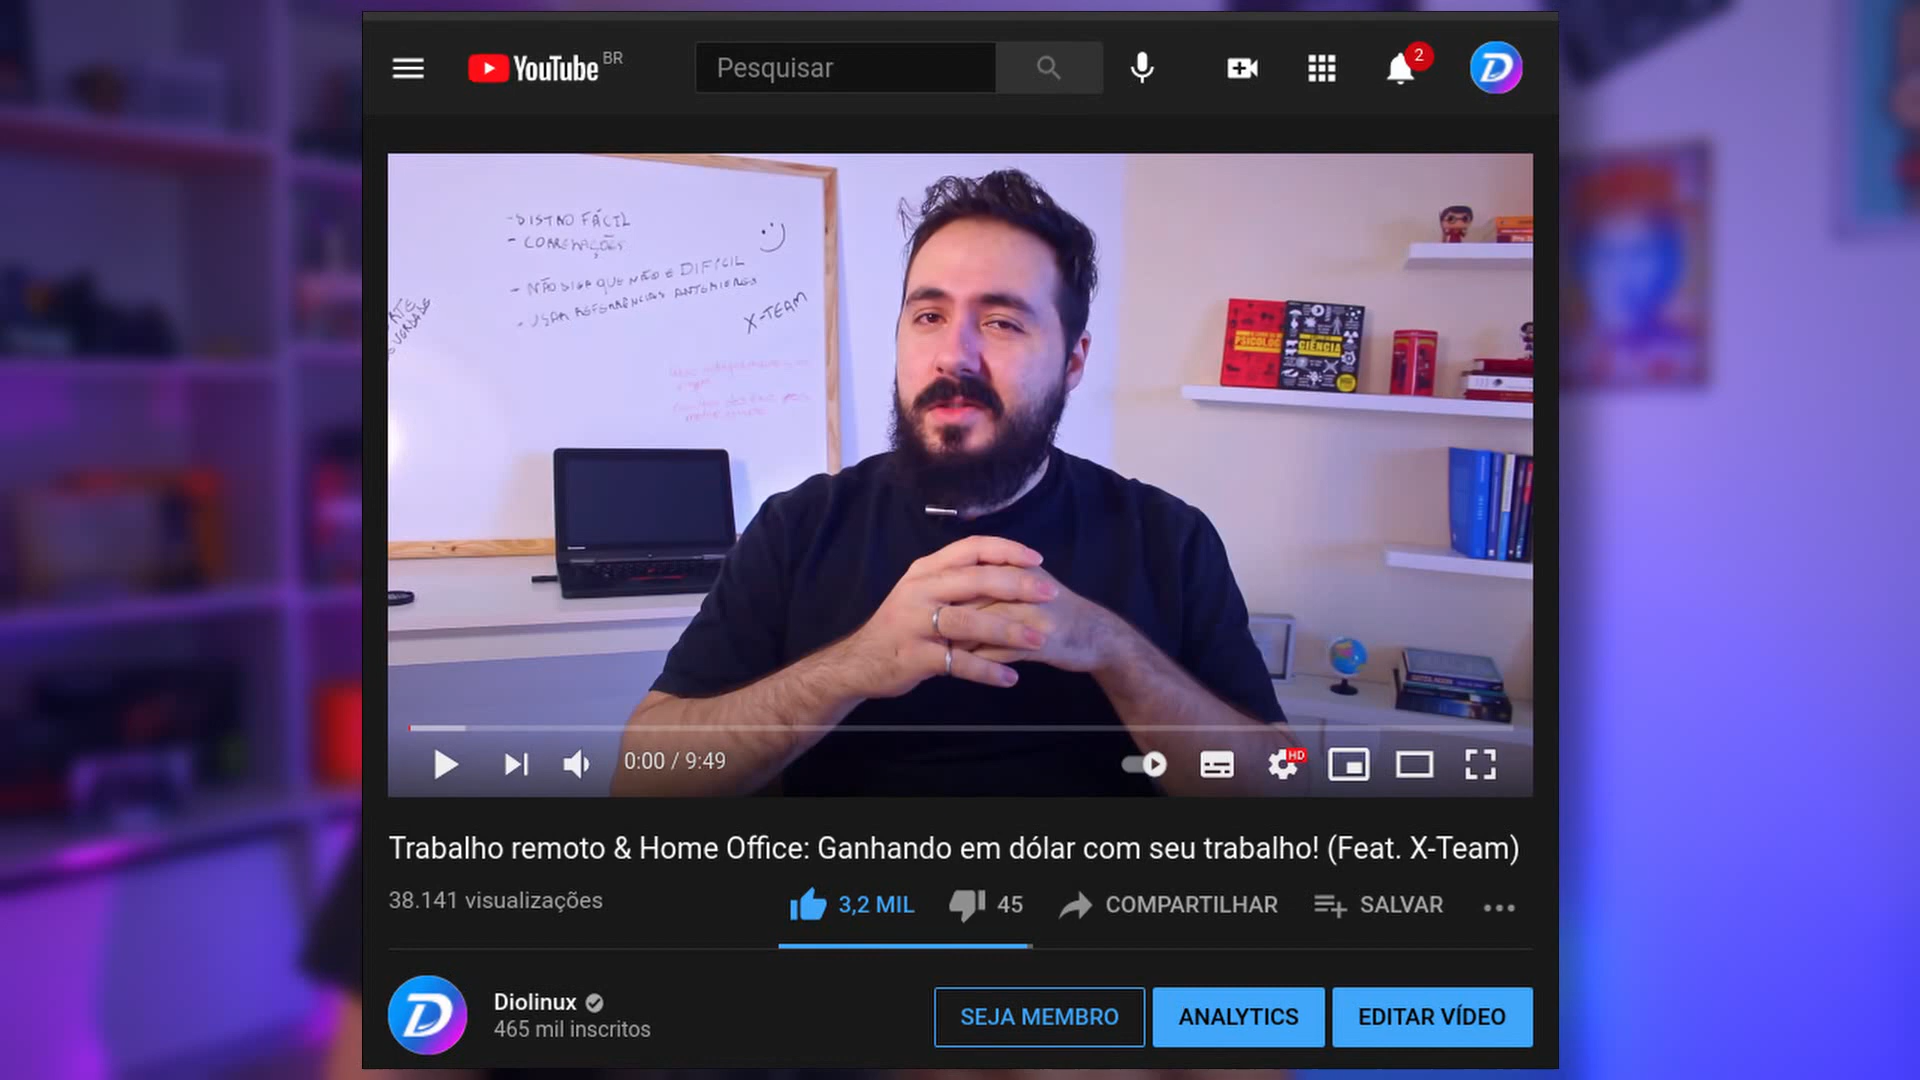 YouTube BR
Pesquisar
2
-DISTRO FÁCIL
- NÃO DIGA QUE NÃO É DIFÍCIL
X-TEAM
CIÊNCIA
0:00 / 9:49
HD
Trabalho remoto & Home Office: Ganhando em dólar com seu trabalho! (Feat. X-Team)
38.141 visualizações
3,2 MIL
45
COMPARTILHAR
SALVAR
Diolinux
465 mil inscritos
SEJA MEMBRO
ANALYTICS
EDITAR VÍDEO